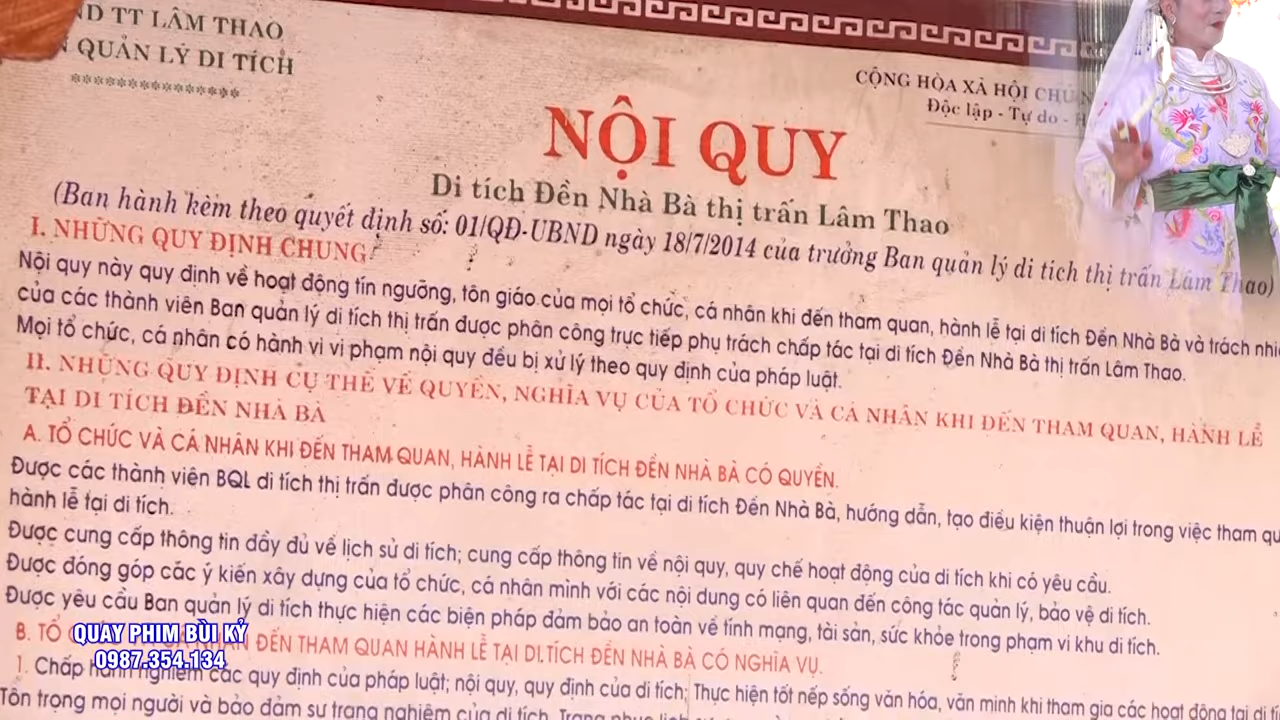 ND TT LÂM THAO
QUẢN LÝ DI TÍCH
***************
CỘNG HÒA XÃ HỘI CHỦ
Độc lập - Tự do -
NỘI QUY
Di tích Đền Nhà Bà thị trấn Lâm Thao
(Ban hành kèm theo quyết định số: 01/QĐ-UBND ngày 18/7/2014 của trưởng Ban quản lý di tích thị trấn Lâm Thao)
I. NHỮNG QUY ĐỊNH CHUNG
Nội quy này quy định về hoạt động tín ngưỡng, tôn giáo của mọi tổ chức, cá nhân khi đến tham quan, hành lễ tại di tích Đền Nhà Bà và trách
của các thành viên Ban quản lý di tích thị trấn được phân công trực tiếp phụ trách chấp tác tại di tích Đền Nhà Bà thị trấn Lâm Thao.
Mọi tổ chức, cá nhân có hành vi vi phạm nội quy đều bị xử lý theo quy định của pháp luật.
II. NHỮNG QUY ĐỊNH CỤ THỂ VỀ QUYỀN, NGHĨA VỤ CỦA TỔ CHỨC VÀ CÁ NHÂN KHI ĐẾN THAM QUAN, HÀNH LỄ
TẠI DI TÍCH ĐỀN NHÀ BÀ
A. TỔ CHỨC VÀ CÁ NHÂN KHI ĐẾN THAM QUAN, HÀNH LỄ TẠI DI TÍCH ĐỀN NHÀ BÀ CÓ QUYỀN.
Được các thành viên BQL di tích thị trấn được phân công ra chấp tác tại di tích Đền Nhà Bà, hướng dẫn, tạo điều kiện thuận lợi trong việc tham
hành lễ tại di tích.
Được cung cấp thông tin đầy đủ về lịch sử di tích; cung cấp thông tin về nội quy, quy chế hoạt động của di tích khi có yêu cầu.
Được đóng góp các ý kiến xây dựng của tổ chức, cá nhân mình với các nội dung có liên quan đến công tác quản lý, bảo vệ di tích.
Được yêu cầu Ban quản lý di tích thực hiện các biện pháp đảm bảo an toàn về tính mạng, tài sản, sức khỏe trong phạm vi khu di tích.
B. TỔ ĐẾN THAM QUAN HÀNH LỄ TẠI DI TÍCH ĐỀN NHÀ BÀ CÓ NGHĨA VỤ.
1. Chấp hành nghiêm các quy định của pháp luật; nội quy, quy định của di tích; Thực hiện tốt nếp sống văn hóa, văn minh khi tham gia các hoạt động tại di
Tôn trọng mọi người và bảo đảm sự trang nghiêm của di tích. Trang phục
QUAY PHIM BÙI KỶ
0987.354.134